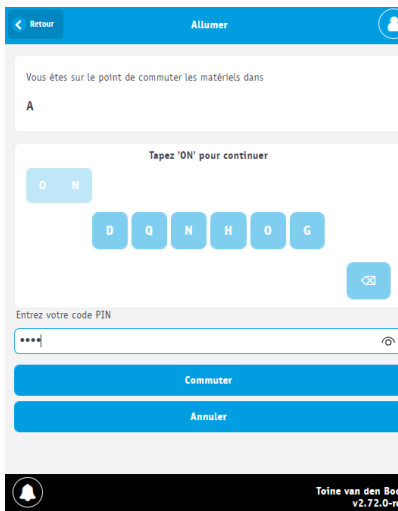 Retour
Allumer
Vous êtes sur le point de commuter les matériels dans
A
Tapez 'ON' pour continuer
O N
D Q N H O G
Entrez votre code PIN
••••
Commuter
Annuler
Toine van den
v2.72.0-